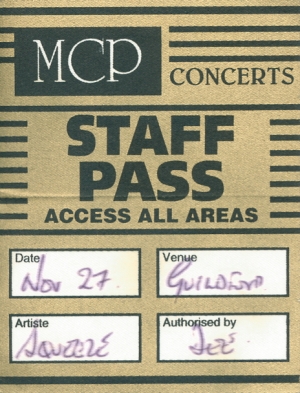 MCP CONCERTS
STAFF
PASS
ACCESS ALL AREAS
Date Venue
Nov 27. GUILDFORD
Artiste Authorised by
SQUEEZE